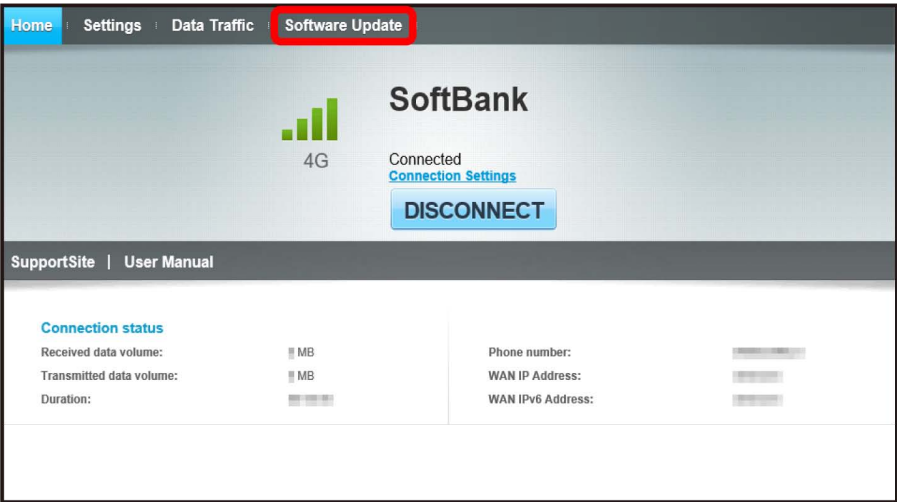 Home Settings Data Traffic Software Update
SoftBank
4G
Connected
Connection Settings
DISCONNECT
SupportSite | User Manual
Connection status
Received data volume: MB
Transmitted data volume: MB
Duration:
Phone number:
WAN IP Address:
WAN IPv6 Address: